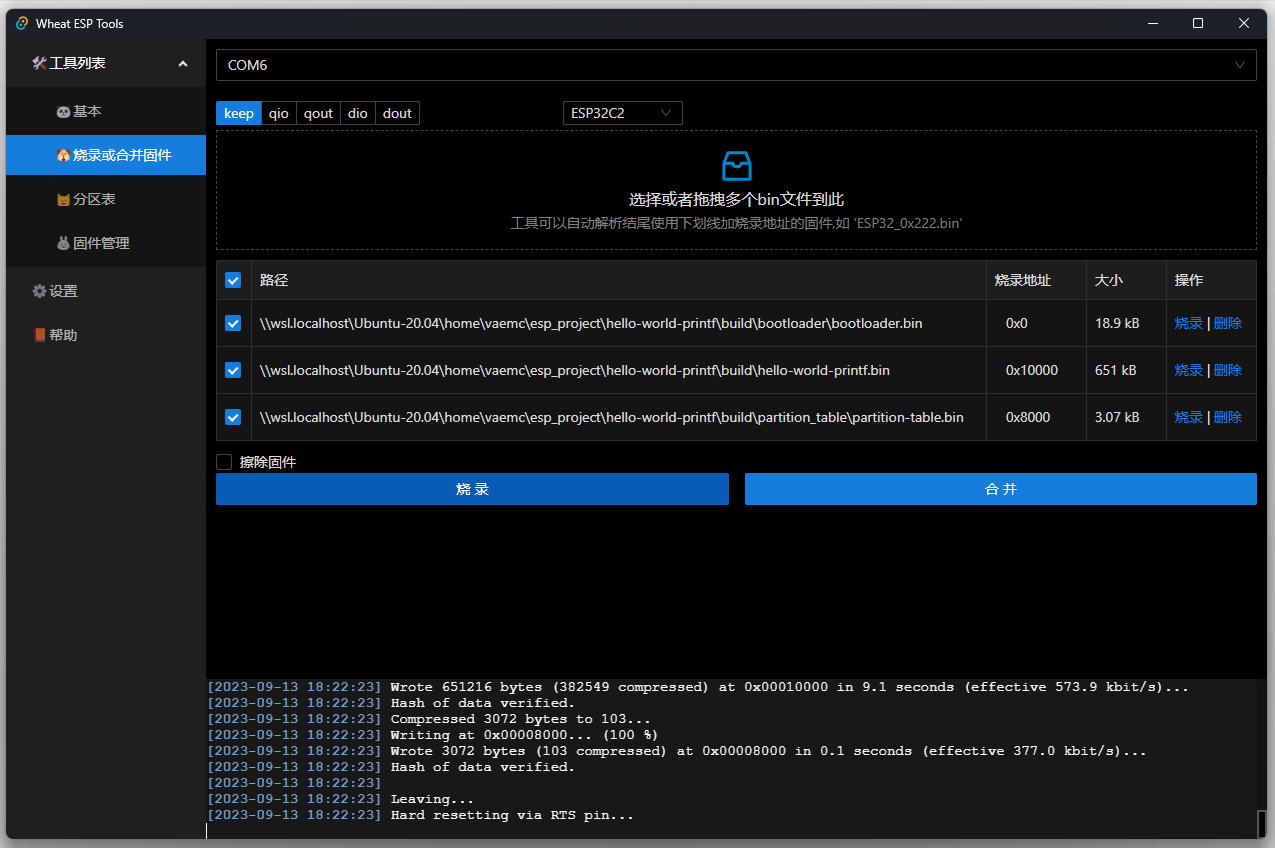 Wheat ESP Tools
🛠工具列表
COM6
🐼基本
keep qio qout dio dout ESP32C2
🐶烧录或合并固件
选择或者拖拽多个bin文件到此
🐱分区表
工具可以自动解析结尾使用下划线加烧录地址的固件,如 'ESP32_0x222.bin'
🐰固件管理
路径 烧录地址 大小 操作
⚙设置
\\wsl.localhost\Ubuntu-20.04\home\vaemc\esp_project\hello-world-printf\build\bootloader\bootloader.bin 0x0 18.9 kB 烧录 | 删除
📕帮助
\\wsl.localhost\Ubuntu-20.04\home\vaemc\esp_project\hello-world-printf\build\hello-world-printf.bin 0x10000 651 kB 烧录 | 删除
\\wsl.localhost\Ubuntu-20.04\home\vaemc\esp_project\hello-world-printf\build\partition_table\partition-table.bin 0x8000 3.07 kB 烧录 | 删除
擦除固件
烧 录 合 并
[2023-09-13 18:22:23] Wrote 651216 bytes (382549 compressed) at 0x00010000 in 9.1 seconds (effective 573.9 kbit/s)...
[2023-09-13 18:22:23] Hash of data verified.
[2023-09-13 18:22:23] Compressed 3072 bytes to 103...
[2023-09-13 18:22:23] Writing at 0x00008000... (100 %)
[2023-09-13 18:22:23] Wrote 3072 bytes (103 compressed) at 0x00008000 in 0.1 seconds (effective 377.0 kbit/s)...
[2023-09-13 18:22:23] Hash of data verified.
[2023-09-13 18:22:23]
[2023-09-13 18:22:23] Leaving...
[2023-09-13 18:22:23] Hard resetting via RTS pin...